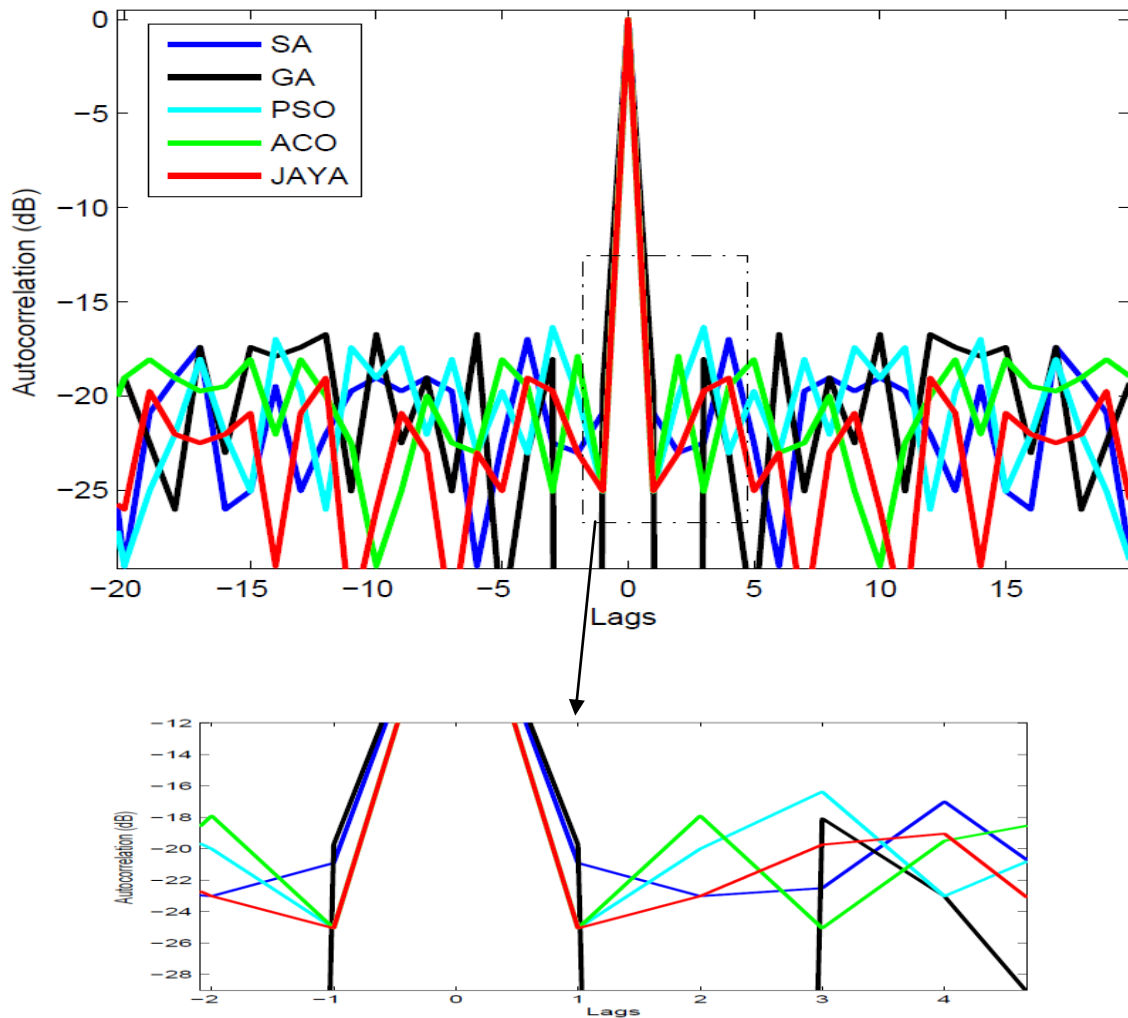 SA
GA
PSO
ACO
JAYA
Autocorrelation (dB)
0
−5
−10
−15
−20
−25
−20 −15 −10 −5 0 5 10 15
Lags
Autocorrelation (dB)
−12
−14
−16
−18
−20
−22
−24
−26
−28
−2 −1 0 1 2 3 4
Lags